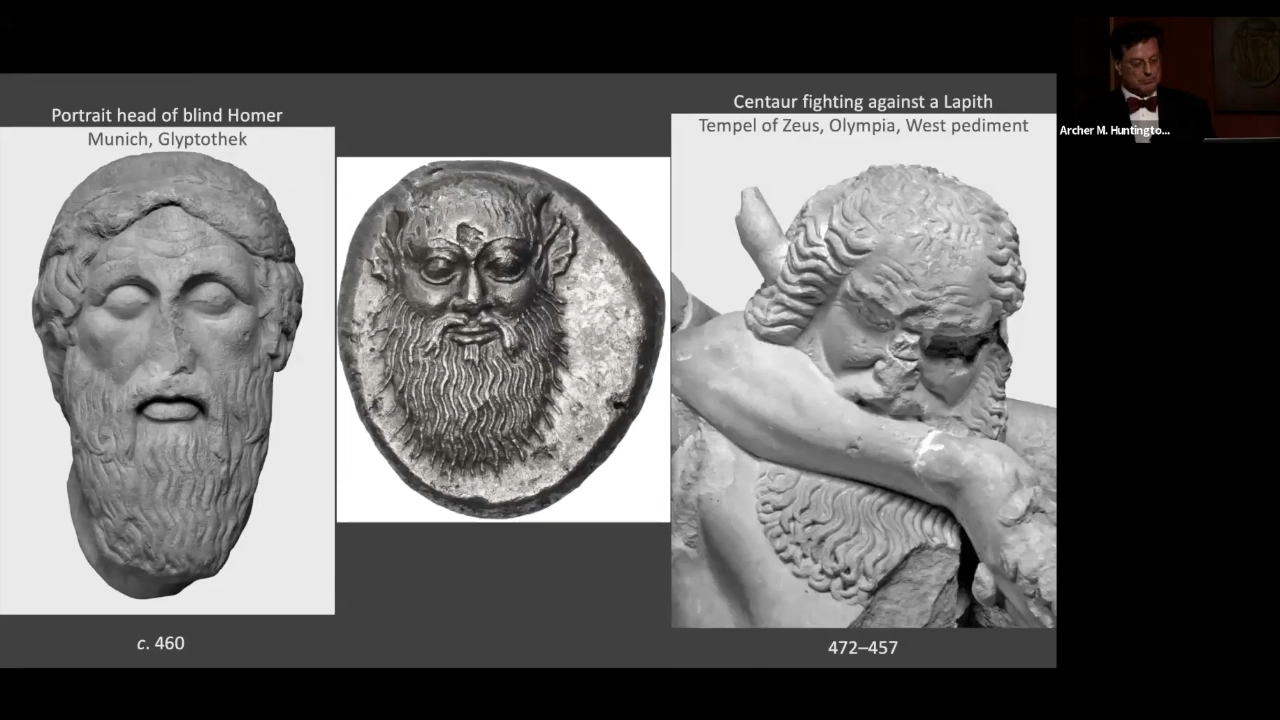 Portrait head of blind Homer
Munich, Glyptothek
c. 460
Centaur fighting against a Lapith
Tempel of Zeus, Olympia, West pediment
472–457
Archer M. Huntingto...